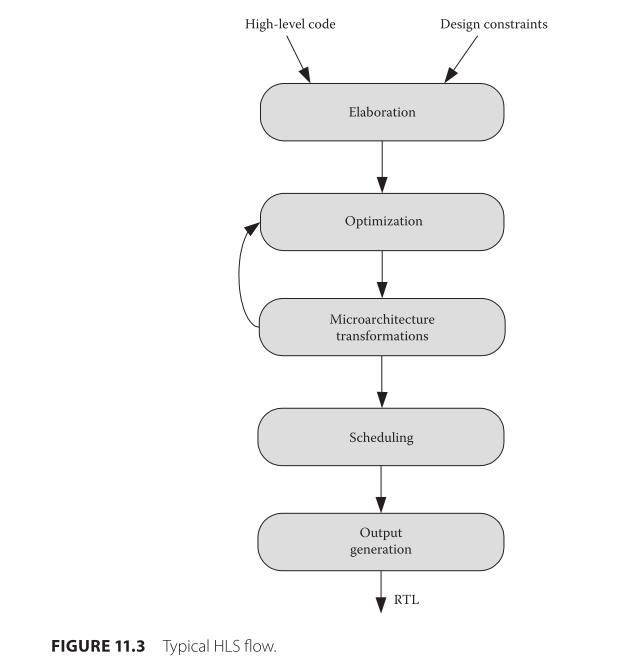 High-level code
Design constraints
Elaboration
Optimization
Microarchitecture
transformations
Scheduling
Output
generation
RTL
FIGURE 11.3 Typical HLS flow.